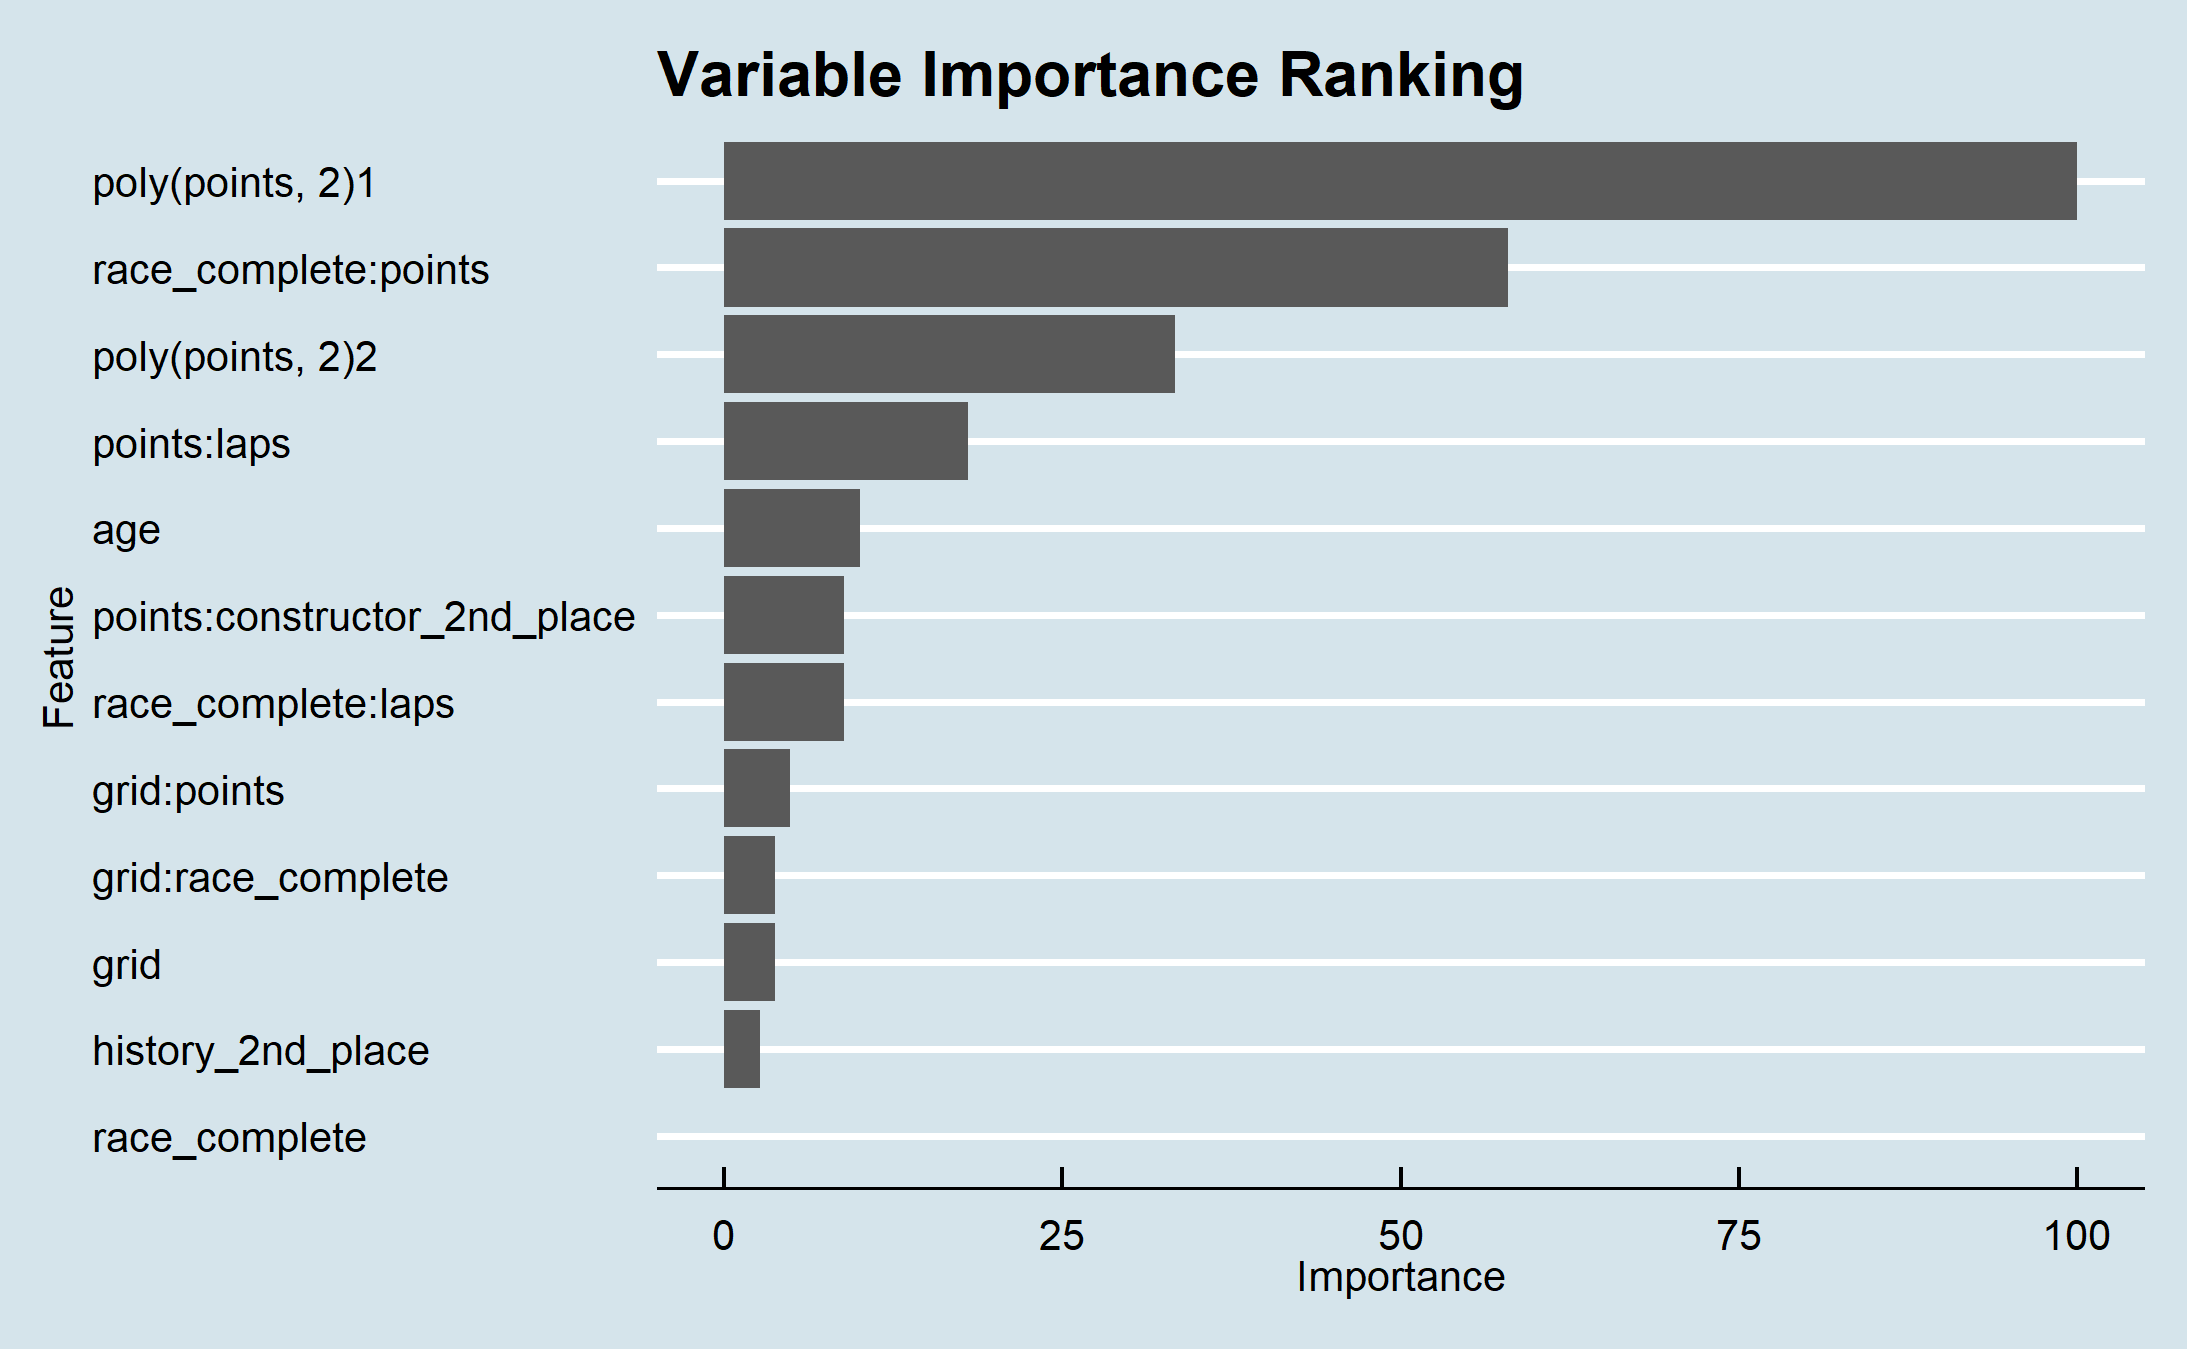 Variable Importance Ranking
poly(points, 2)1
race_complete:points
poly(points, 2)2
points:laps
age
points:constructor_2nd_place
race_complete:laps
grid:points
grid:race_complete
grid
history_2nd_place
race_complete
Feature
0 25 50 75 100
Importance